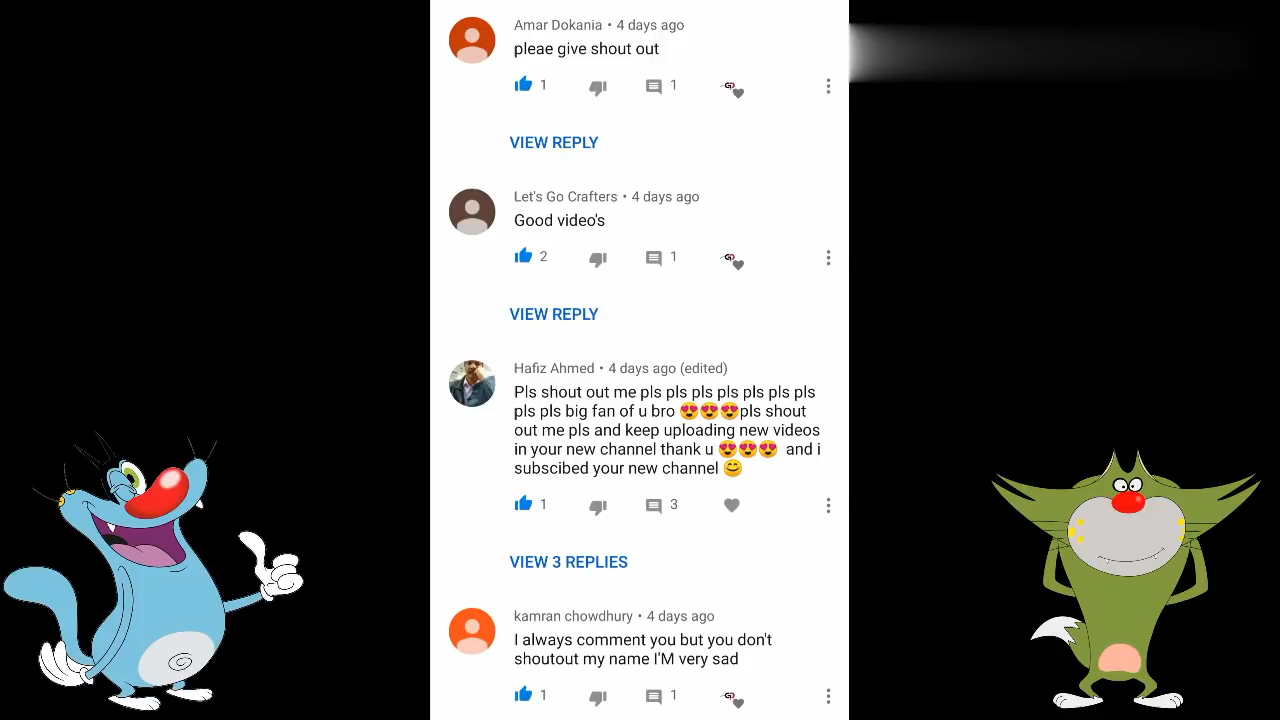 Amar Dokania • 4 days ago
pleae give shout out
1
1
VIEW REPLY
Let's Go Crafters • 4 days ago
Good video's
2
1
VIEW REPLY
Hafiz Ahmed • 4 days ago (edited)
Pls shout out me pls pls pls pls pls pls pls
pls pls big fan of u bro 😍😍😍pls shout
out me pls and keep uploading new videos
in your new channel thank u 😍😍😍 and i
subscibed your new channel 😊
1
3
VIEW 3 REPLIES
kamran chowdhury • 4 days ago
I always comment you but you don't
shoutout my name I'M very sad
1
1